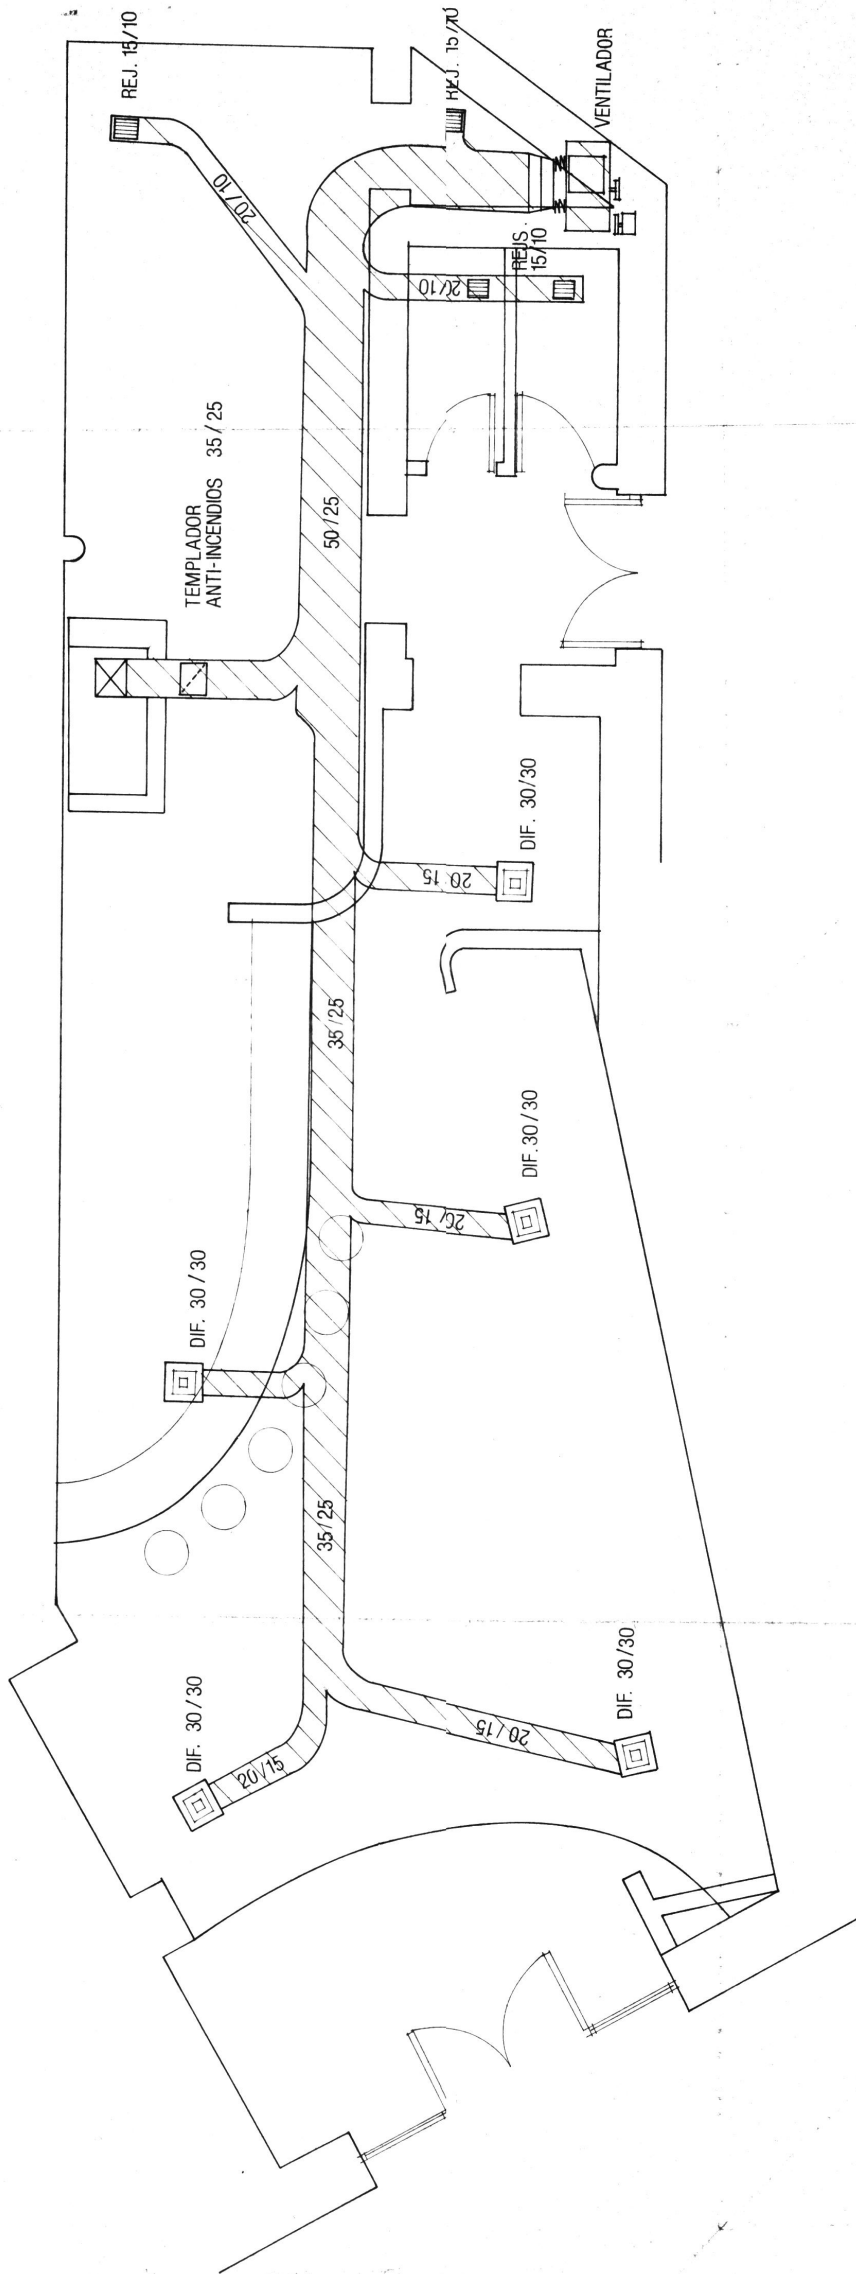 REJ. 15/10
REJ. 15/10
VENTILADOR
20/10
REJS.
15/10
20/10
TEMPLADOR
ANTI-INCENDIOS 35/25
50/25
DIF. 30/30
20 15
35/25
DIF. 30/30
20/15
DIF. 30/30
35/25
DIF. 30/30
DIF. 30/30
20/15
20/15